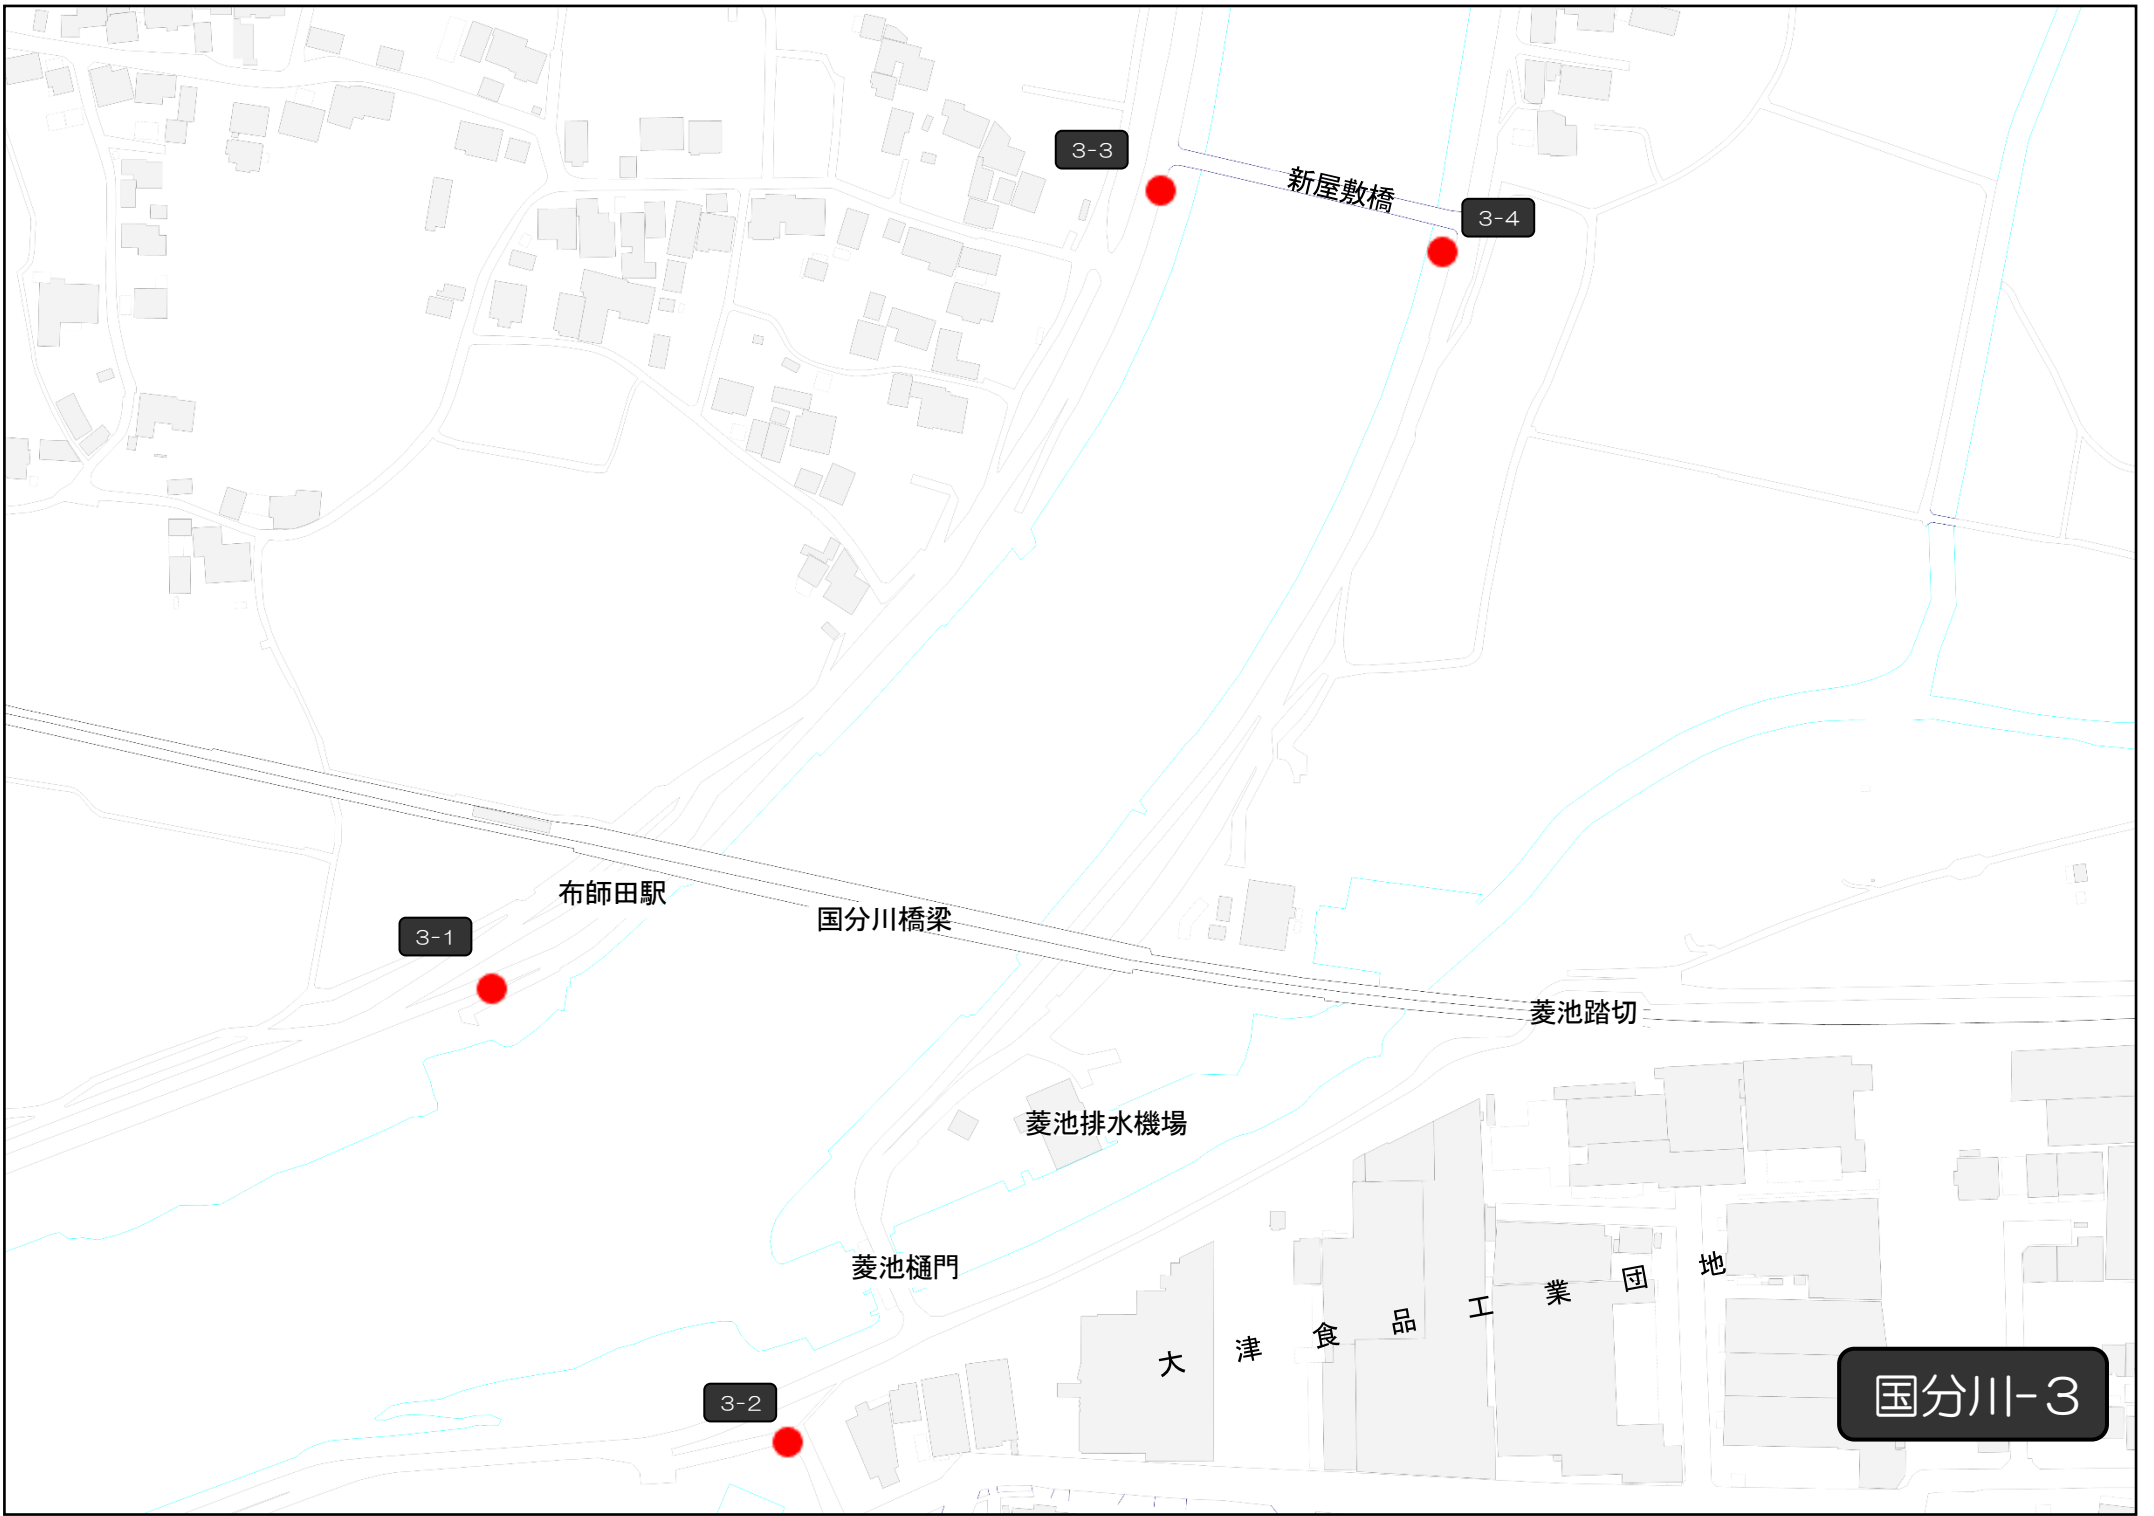 3-3
新屋敷橋
3-4
布師田駅
国分川橋梁
3-1
菱池踏切
菱池排水機場
菱池樋門
大津食品工業団地
3-2
国分川-3